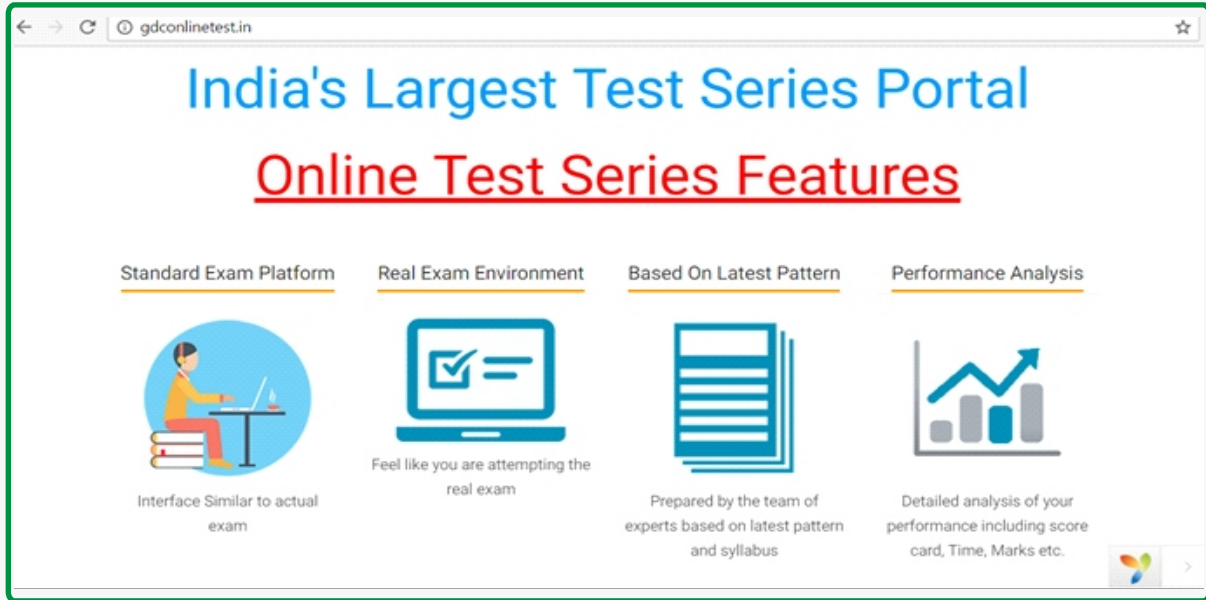 gdconlinetest.in
India's Largest Test Series Portal
Online Test Series Features
Standard Exam Platform
Interface Similar to actual
exam
Real Exam Environment
Feel like you are attempting the
real exam
Based On Latest Pattern
Prepared by the team of
experts based on latest pattern
and syllabus
Performance Analysis
Detailed analysis of your
performance including score
card, Time, Marks etc.